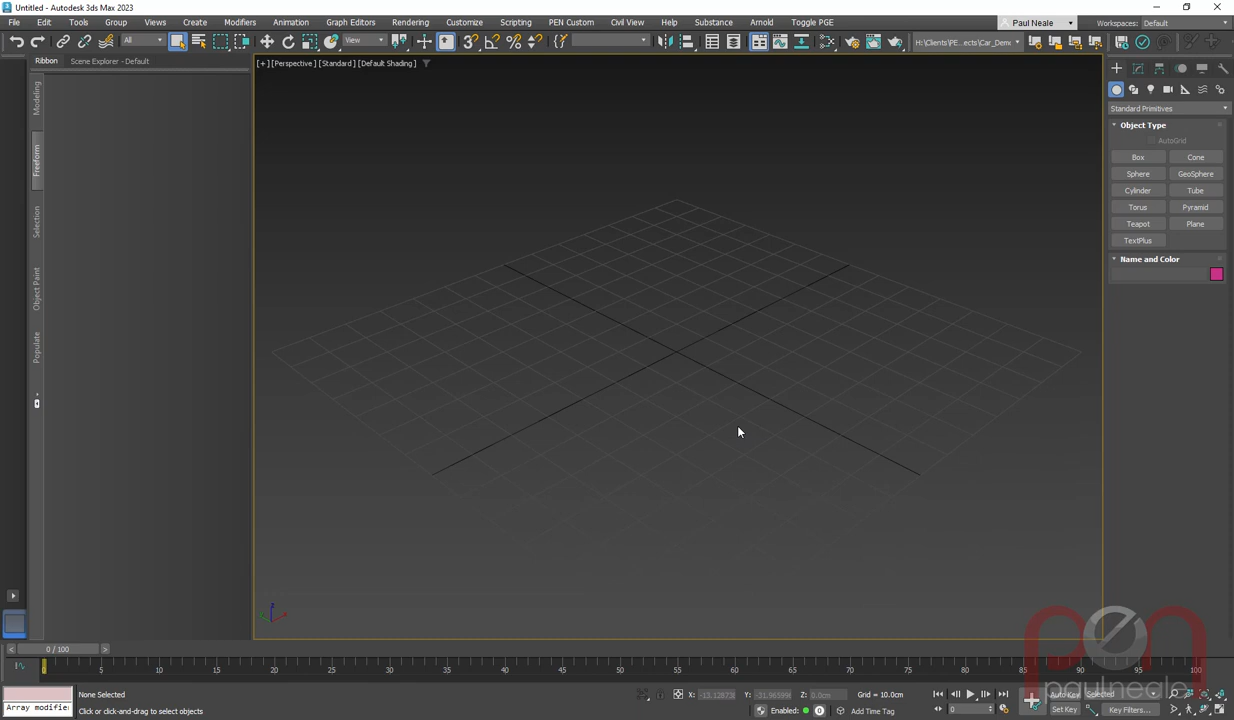 Untitled - Autodesk 3ds Max 2023
File Edit Tools Group Views Create Modifiers Animation Graph Editors Rendering Customize Scripting PEN Custom Civil View Help Substance Arnold Toggle PGE Paul Neale Workspaces: Default
All View H:\Clients\PE...ects\Car_Demo
Ribbon Scene Explorer - Default
[+] [Perspective] [Standard] [Default Shading]
Modeling
Freeform
Selection
Object Paint
Populate
Standard Primitives
Object Type
AutoGrid
Box Cone
Sphere GeoSphere
Cylinder Tube
Torus Pyramid
Teapot Plane
TextPlus
Name and Color
z
pen
paulneale
0 / 100
0 5 10 15 20 25 30 35 40 45 50 55 60 65 70 75 80 85 90 95 100
None Selected X: -13.12873 Y: Z: 0.0cm Grid = 10.0cm Auto Key Selected
Array modifie Click or click-and-drag to select objects Enabled: 0 Add Time Tag 0 Set Key Key Filters...